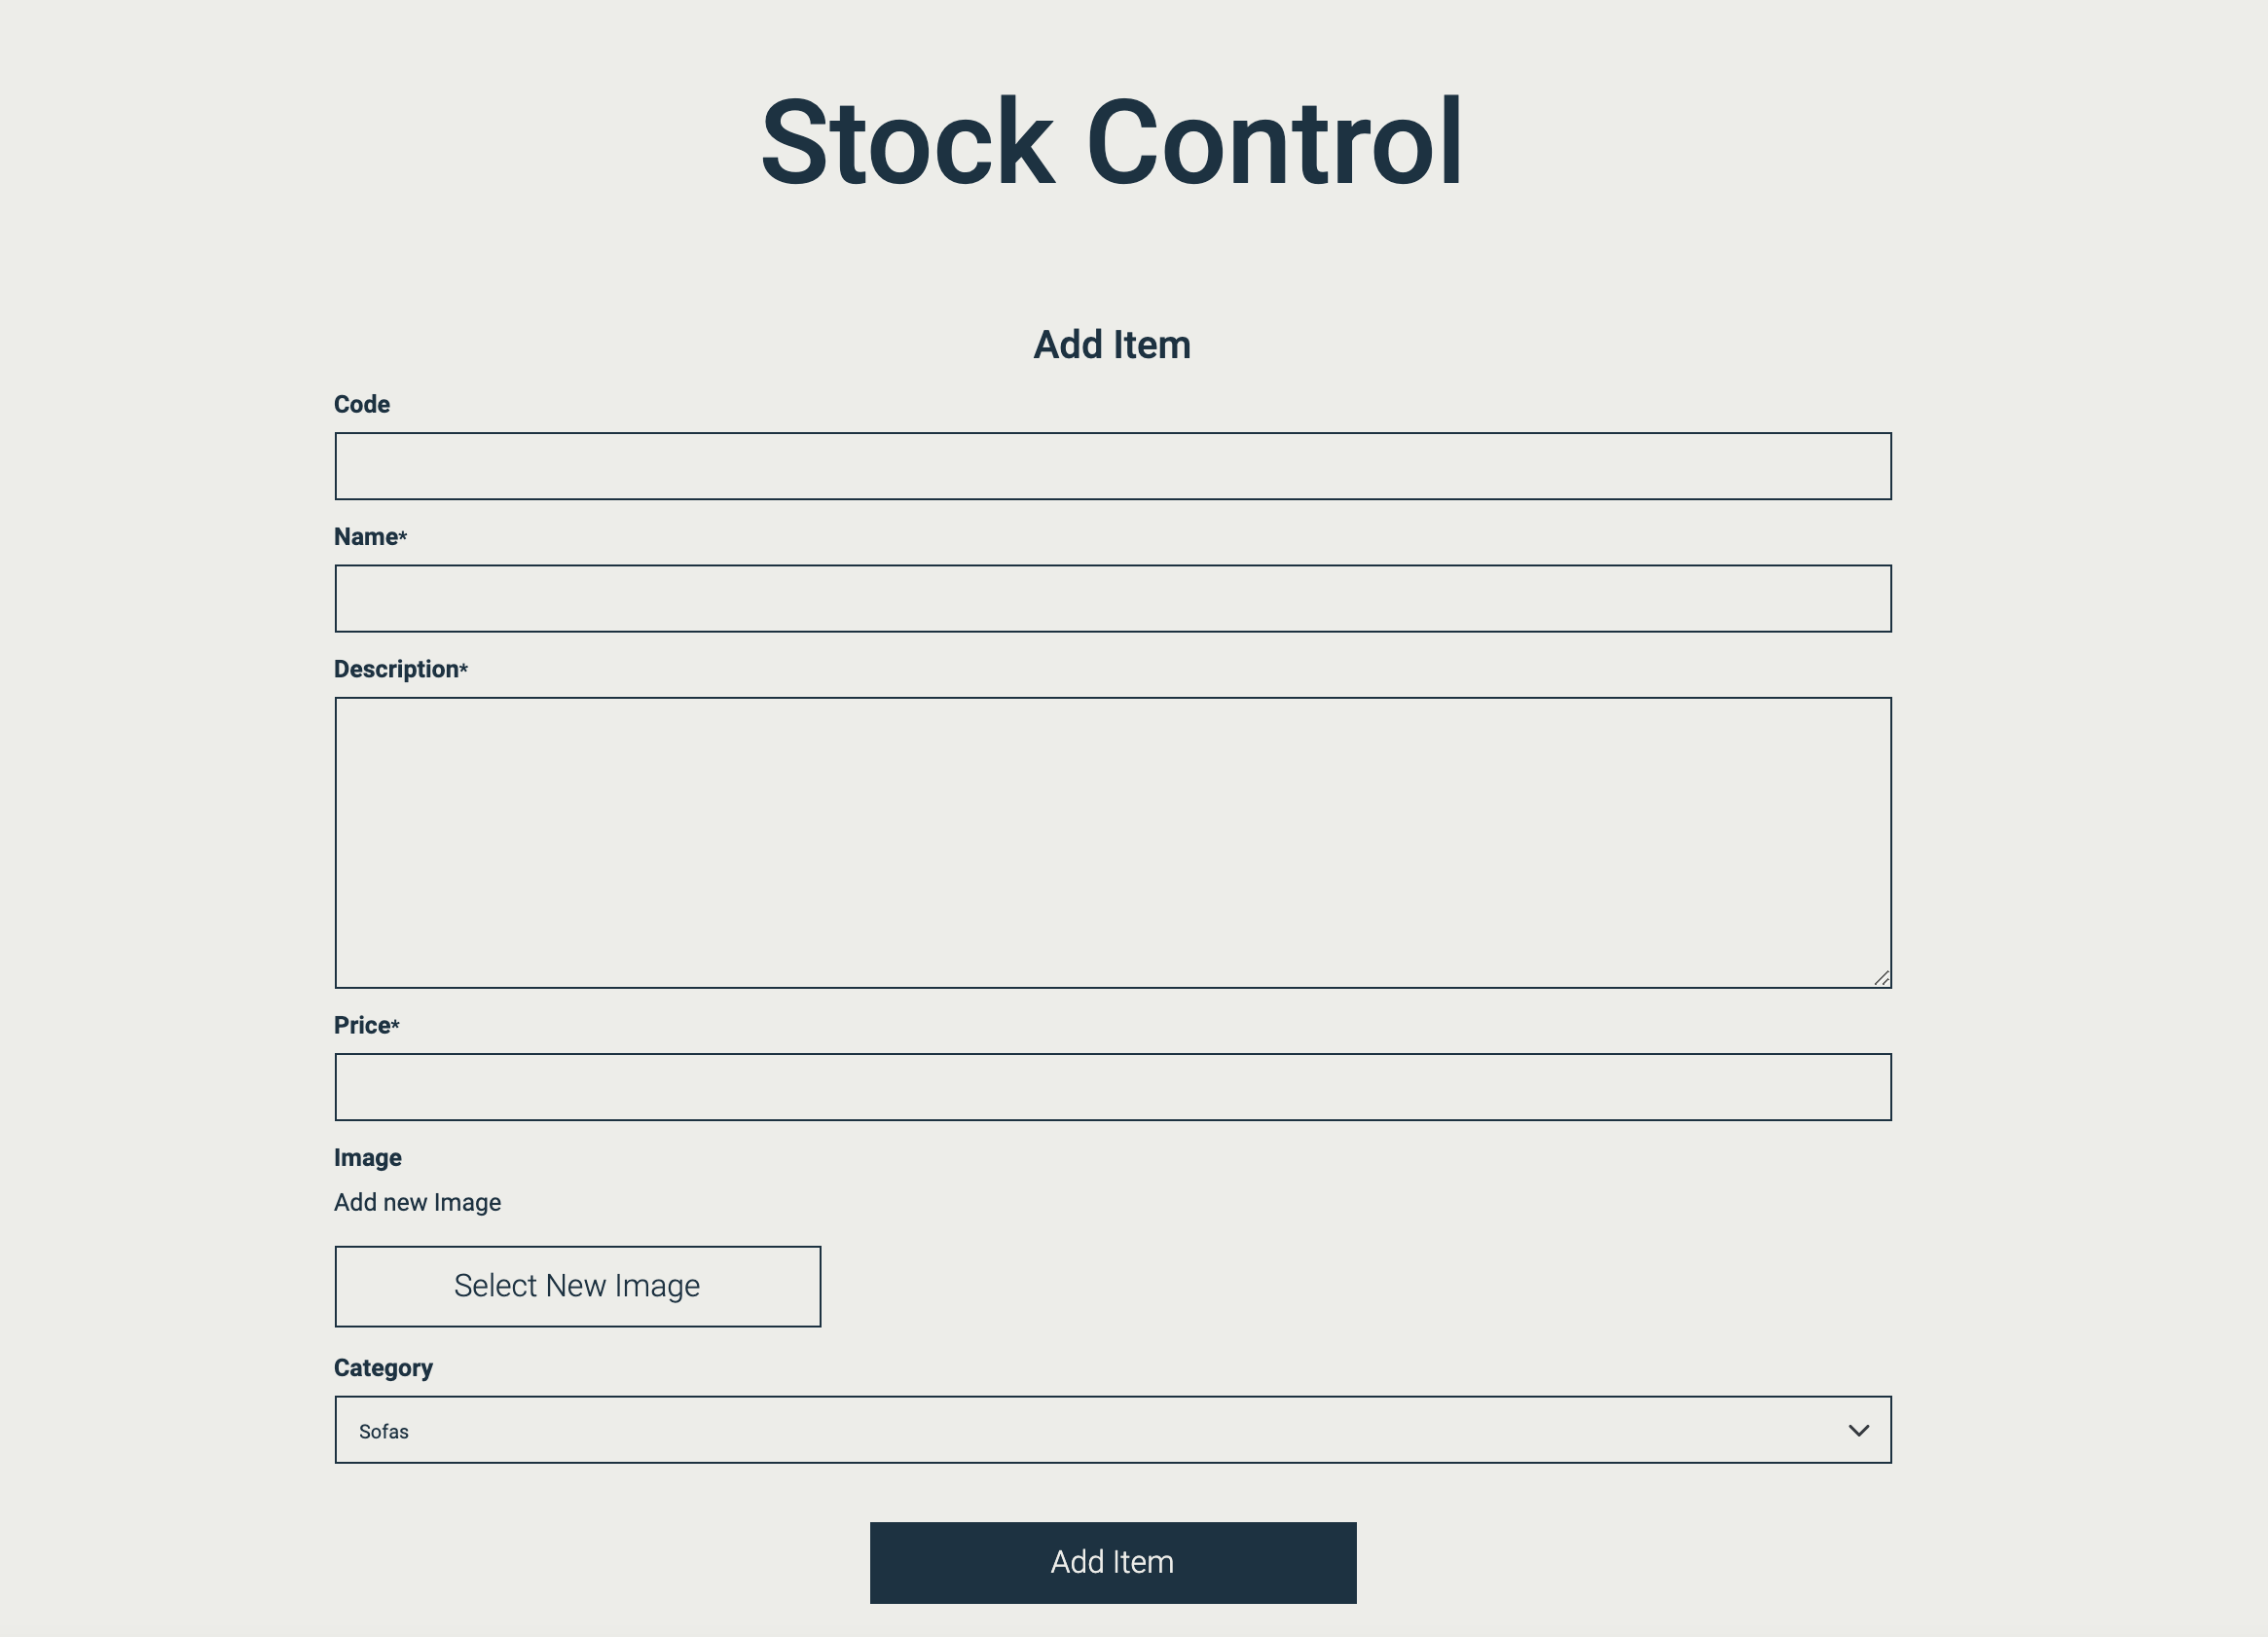 Stock Control
Add Item
Code
Name*
Description*
Price*
Image
Add new Image
Select New Image
Category
Sofas
Add Item